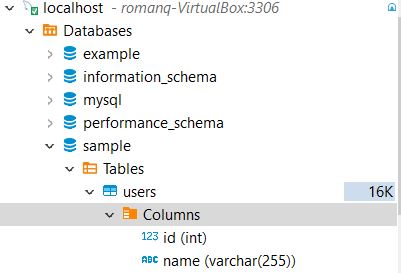 localhost - romanq-VirtualBox:3306
Databases
example
information_schema
mysql
performance_schema
sample
Tables
users 16K
Columns
123 id (int)
ABC name (varchar(255))